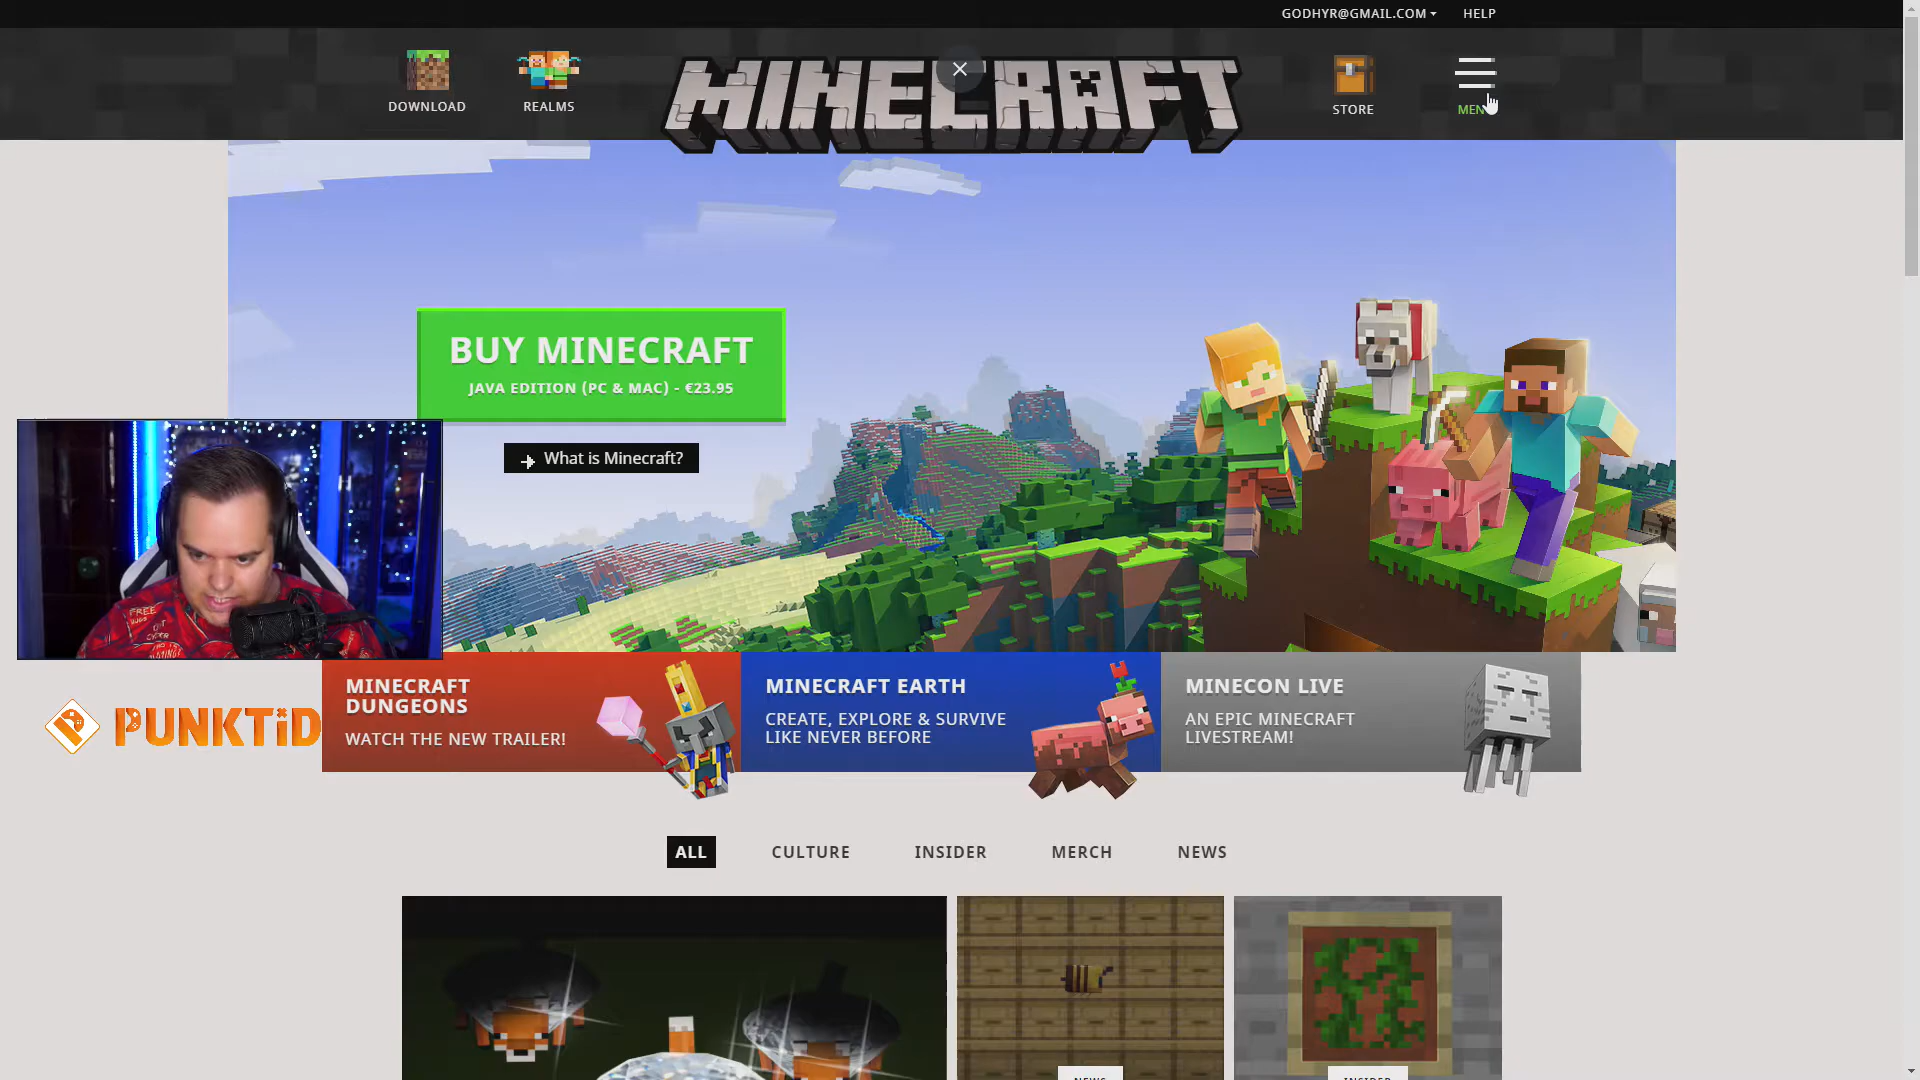 GODHYR@GMAIL.COM HELP
DOWNLOAD
REALMS
MINECRAFT
STORE
BUY MINECRAFT
JAVA EDITION (PC & MAC) - €23.95
What is Minecraft?
FREE
HUGS
PUNKTiD
MINECRAFT
DUNGEONS
WATCH THE NEW TRAILER!
MINECRAFT EARTH
CREATE, EXPLORE & SURVIVE
LIKE NEVER BEFORE
MINECON LIVE
AN EPIC MINECRAFT
LIVESTREAM!
ALL CULTURE INSIDER MERCH NEWS